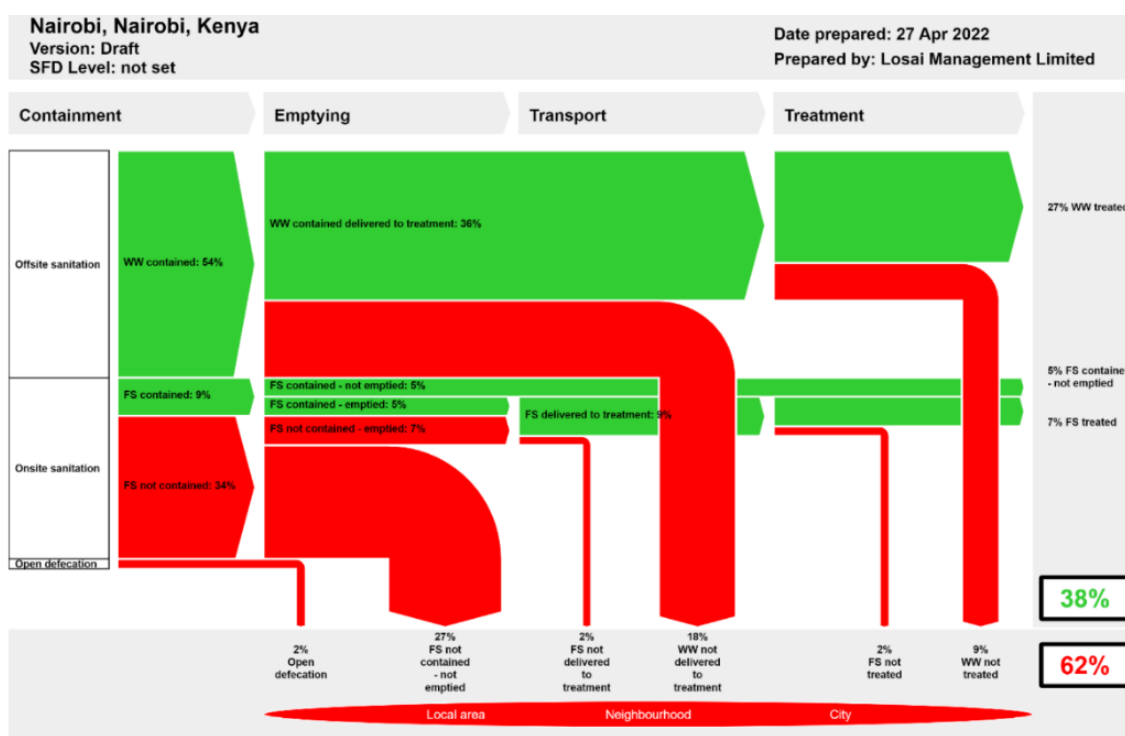 Nairobi, Nairobi, Kenya
Version: Draft
SFD Level: not set
Date prepared: 27 Apr 2022
Prepared by: Losai Management Limited
Containment
Emptying
Transport
Treatment
Offsite sanitation
WW contained: 54%
WW contained delivered to treatment: 36%
27% WW treated
FS contained: 9%
FS contained - not emptied: 5%
5% FS containe
- not emptied
FS contained - emptied: 5%
FS delivered to treatment: 9%
7% FS treated
FS not contained - emptied: 7%
Onsite sanitation
FS not contained: 34%
Open defecation
38%
2%
Open
defecation
27%
FS not
contained
- not
emptied
2%
FS not
delivered
to
treatment
18%
WW not
delivered
to
treatment
2%
FS not
treated
9%
WW not
treated
62%
Local area
Neighbourhood
City